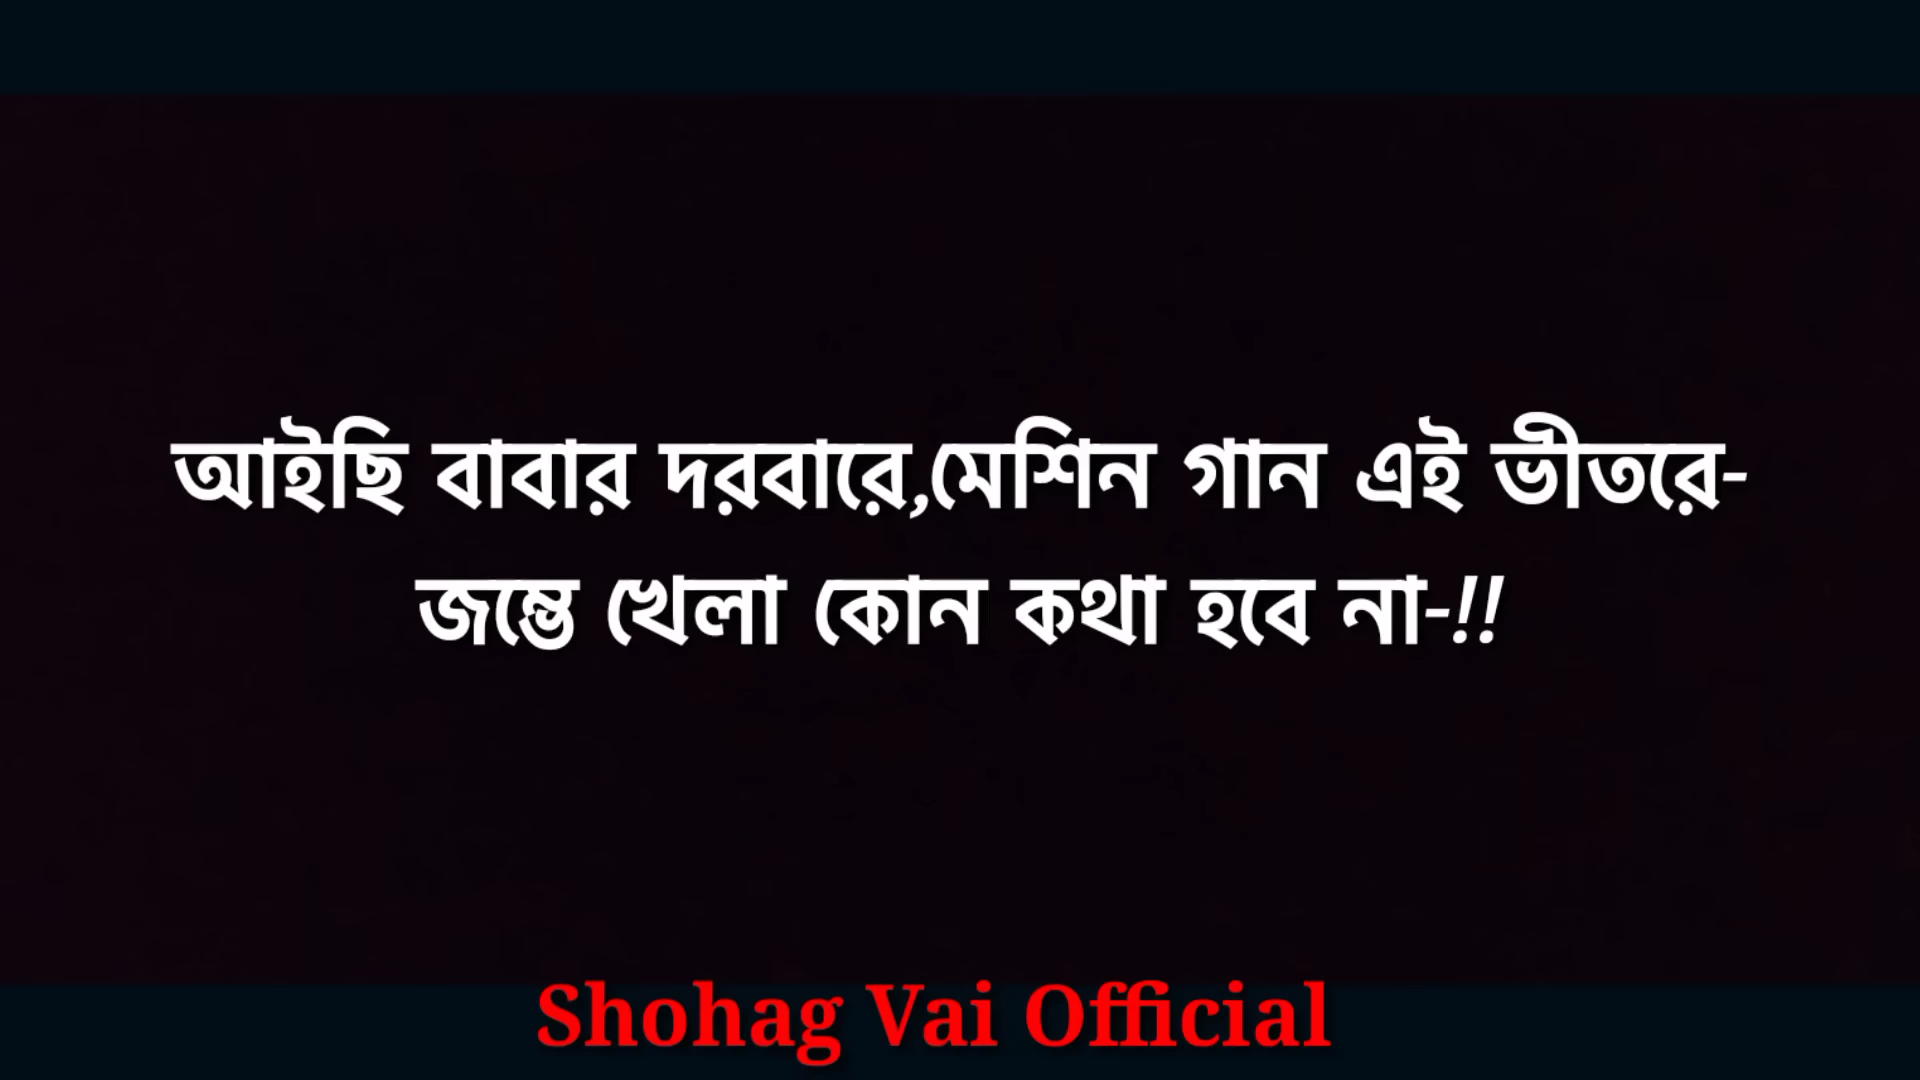 আইছি বাবার দরবারে,মেশিন গান এই ভীতরে-
জম্ভে খেলা কোন কথা হবে না-!!
Shohag Vai Official